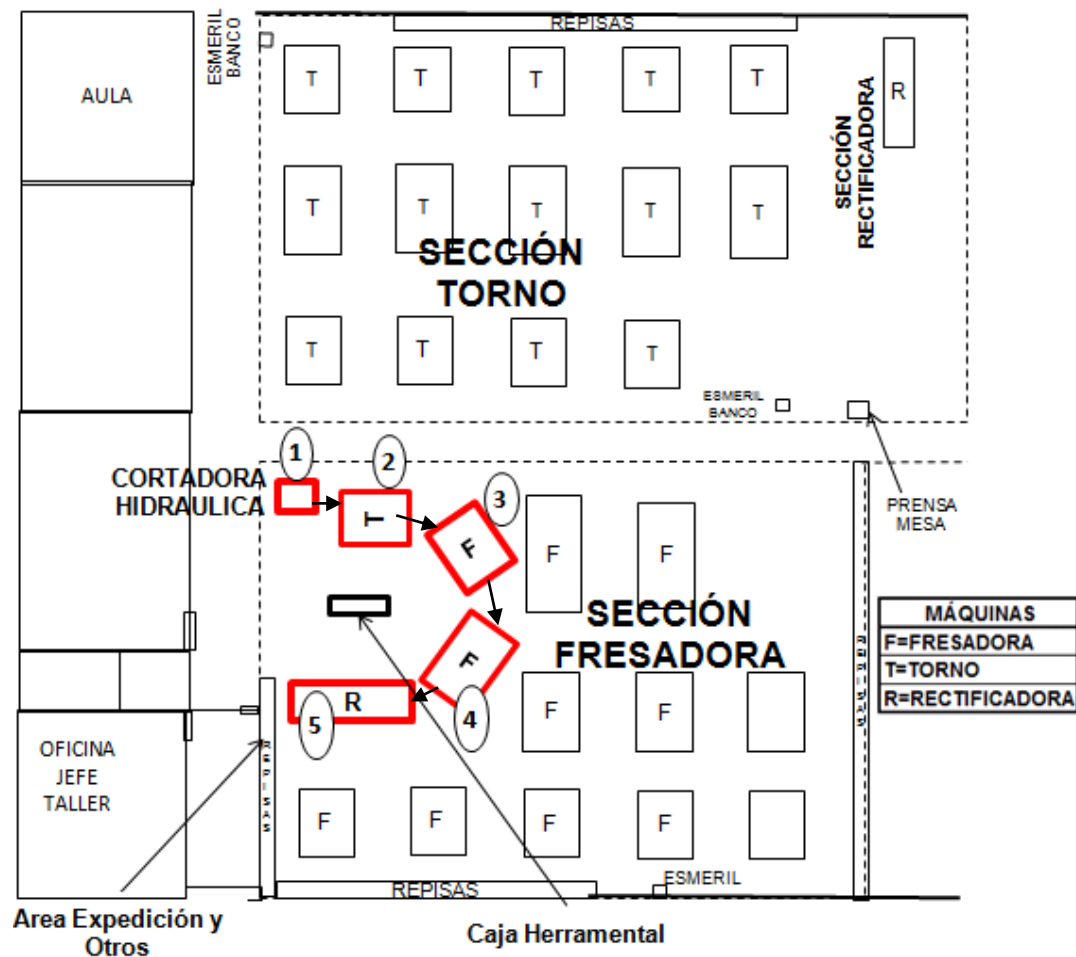 REPISAS
ESMERIL
BANCO
AULA
T
T
T
T
T
R
SECCIÓN
RECTIFICADORA
T
T
T
T
T
SECCIÓN
TORNO
T
T
T
T
ESMERIL
BANCO
PRENSA
MESA
1
2
3
CORTADORA
HIDRAULICA
T
F
F
F
SECCIÓN
FRESADORA
MÁQUINAS
F=FRESADORA
T=TORNO
R=RECTIFICADORA
REPISAS
F
R
5
4
F
F
OFICINA
JEFE
TALLER
REPISAS
F
F
F
F
ESMERIL
REPISAS
Area Expedición y
Otros
Caja Herramental